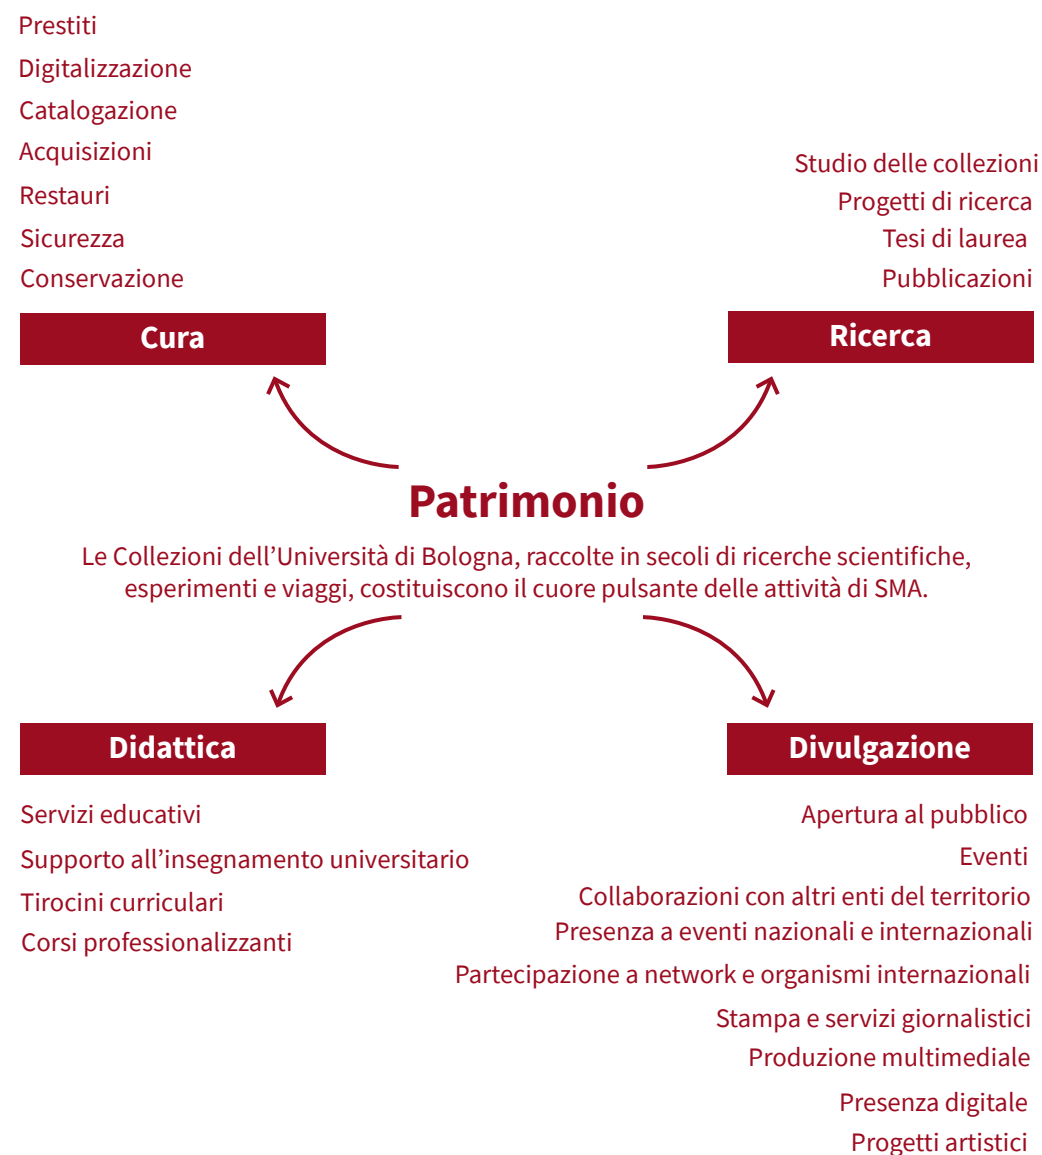 Prestiti
Digitalizzazione
Catalogazione
Acquisizioni
Restauri
Sicurezza
Conservazione
Cura
Studio delle collezioni
Progetti di ricerca
Tesi di laurea
Pubblicazioni
Ricerca
Patrimonio
Le Collezioni dell’Università di Bologna, raccolte in secoli di ricerche scientifiche,
esperimenti e viaggi, costituiscono il cuore pulsante delle attività di SMA.
Didattica
Servizi educativi
Supporto all’insegnamento universitario
Tirocini curriculari
Corsi professionalizzanti
Divulgazione
Apertura al pubblico
Eventi
Collaborazioni con altri enti del territorio
Presenza a eventi nazionali e internazionali
Partecipazione a network e organismi internazionali
Stampa e servizi giornalistici
Produzione multimediale
Presenza digitale
Progetti artistici